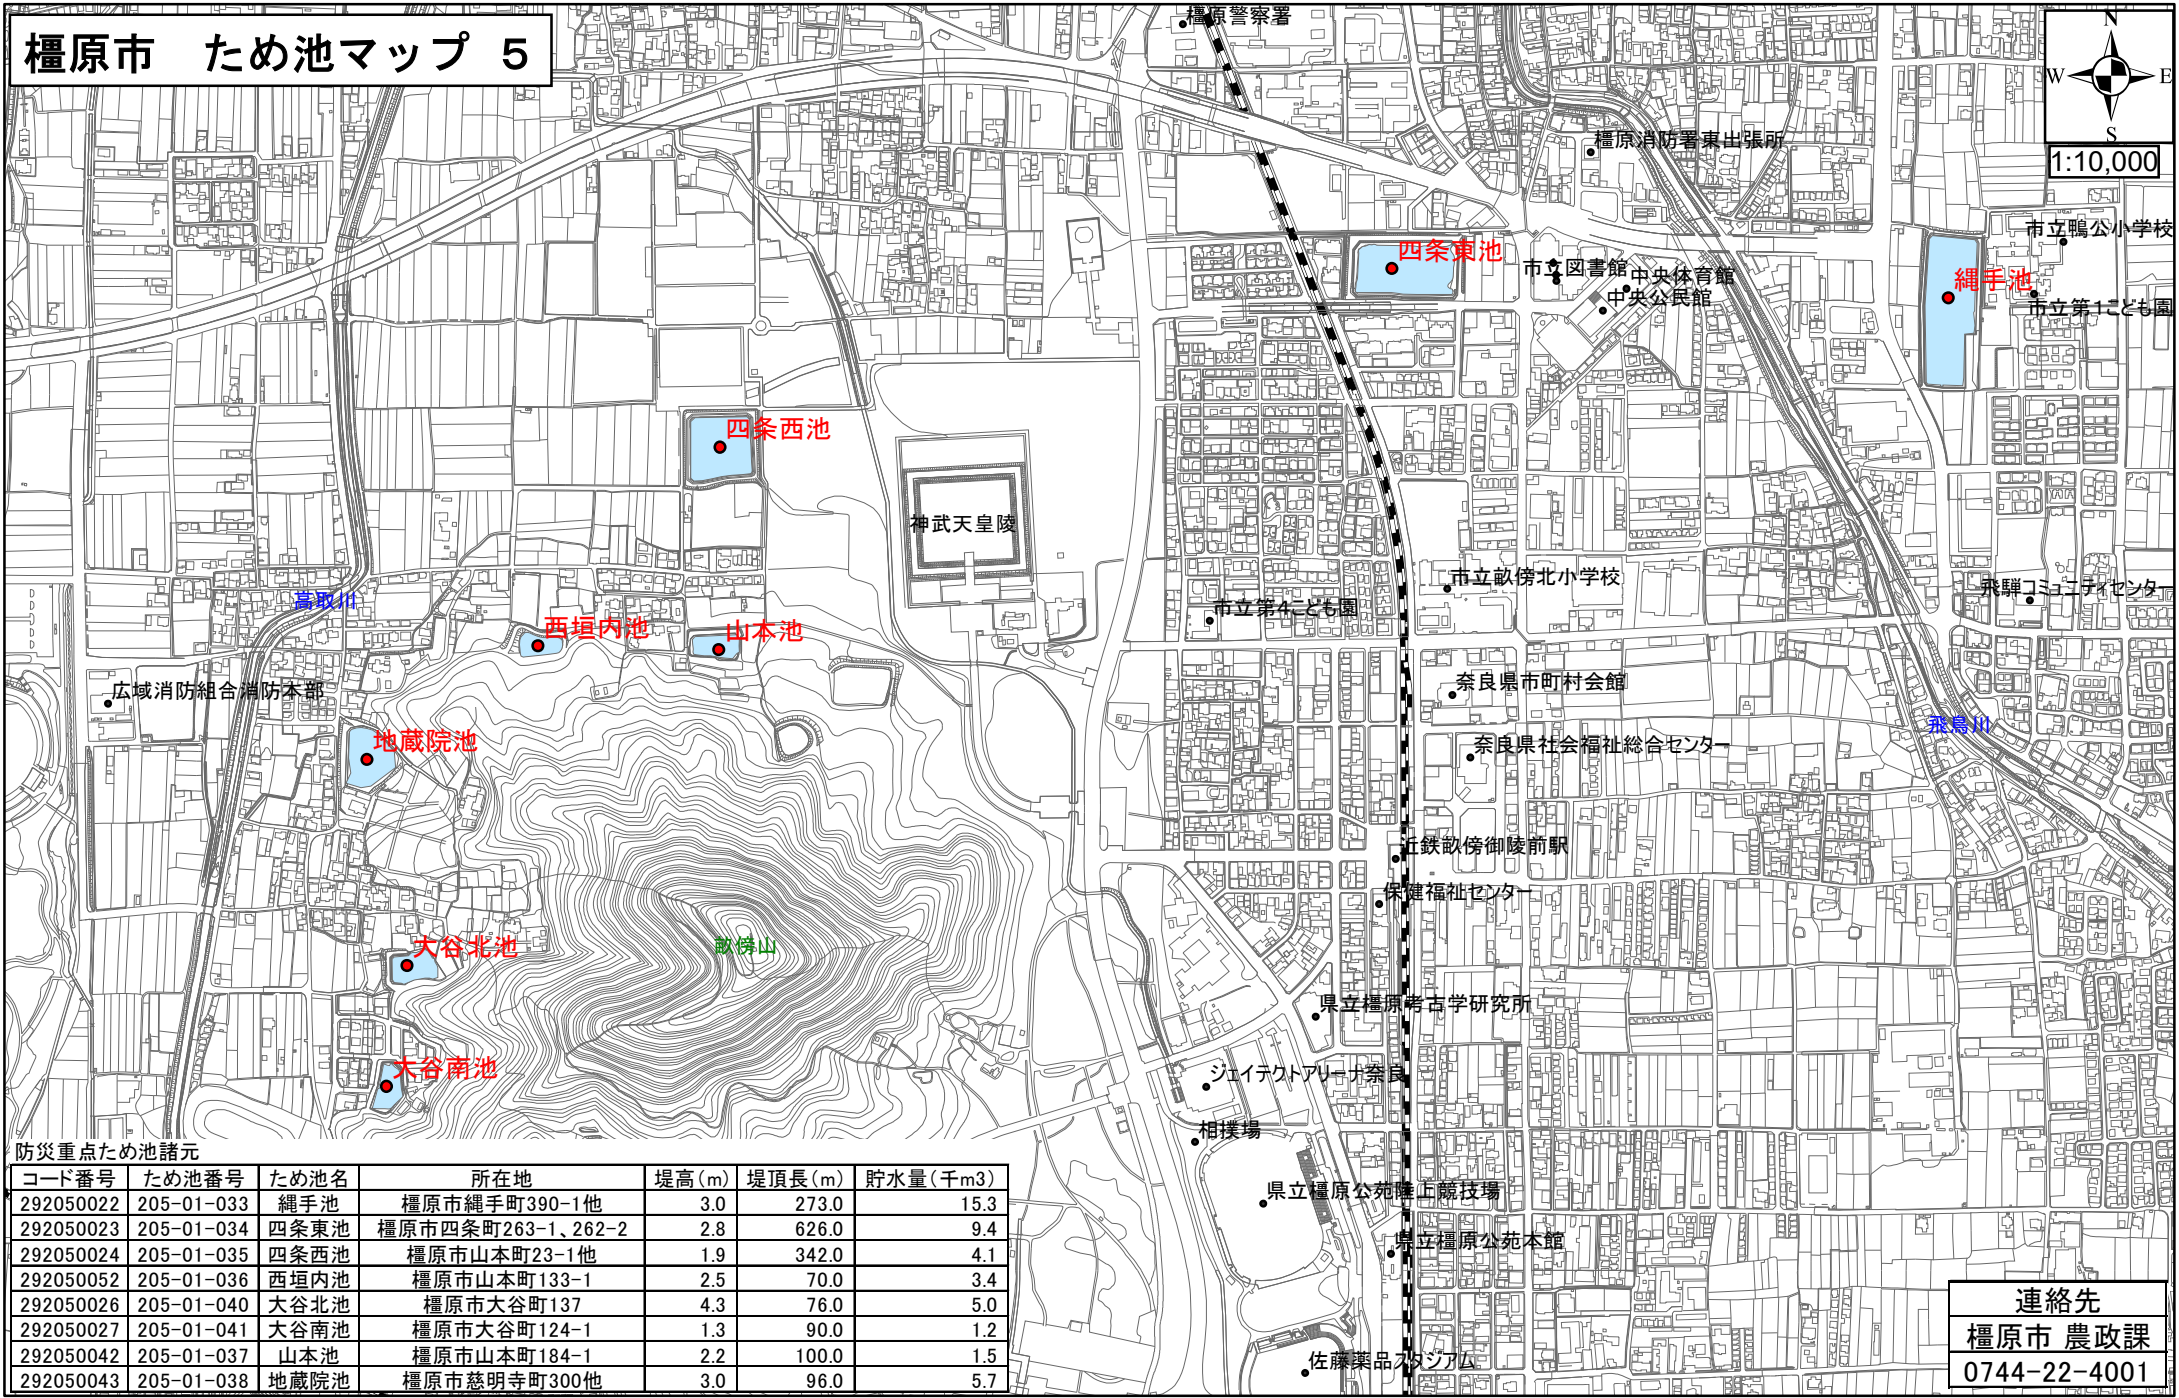 橿原市　ため池マップ 5
橿原警察署
N
W E
S
1:10,000
橿原消防署東出張所
市立鴨公小学校
四条東池
市立図書館
中央体育館
中央公民館
縄手池
市立第1こども園
四条西池
神武天皇陵
市立畝傍北小学校
飛騨コミュニティセンター
高取川
市立第4こども園
西垣内池
山本池
広域消防組合消防本部
奈良県市町村会館
飛鳥川
地蔵院池
奈良県社会福祉総合センター
近鉄畝傍御陵前駅
保健福祉センター
大谷北池
畝傍山
県立橿原考古学研究所
大谷南池
ジェイテクトアリーナ奈良
相撲場
県立橿原公苑陸上競技場
県立橿原公苑本館
佐藤薬品スタジアム
防災重点ため池諸元
コード番号 ため池番号 ため池名 所在地 堤高(m) 堤頂長(m) 貯水量(千m3)
292050022 205-01-033 縄手池 橿原市縄手町390-1他 3.0 273.0 15.3
292050023 205-01-034 四条東池 橿原市四条町263-1、262-2 2.8 626.0 9.4
292050024 205-01-035 四条西池 橿原市山本町23-1他 1.9 342.0 4.1
292050052 205-01-036 西垣内池 橿原市山本町133-1 2.5 70.0 3.4
292050026 205-01-040 大谷北池 橿原市大谷町137 4.3 76.0 5.0
292050027 205-01-041 大谷南池 橿原市大谷町124-1 1.3 90.0 1.2
292050042 205-01-037 山本池 橿原市山本町184-1 2.2 100.0 1.5
292050043 205-01-038 地蔵院池 橿原市慈明寺町300他 3.0 96.0 5.7
連絡先
橿原市 農政課
0744-22-4001